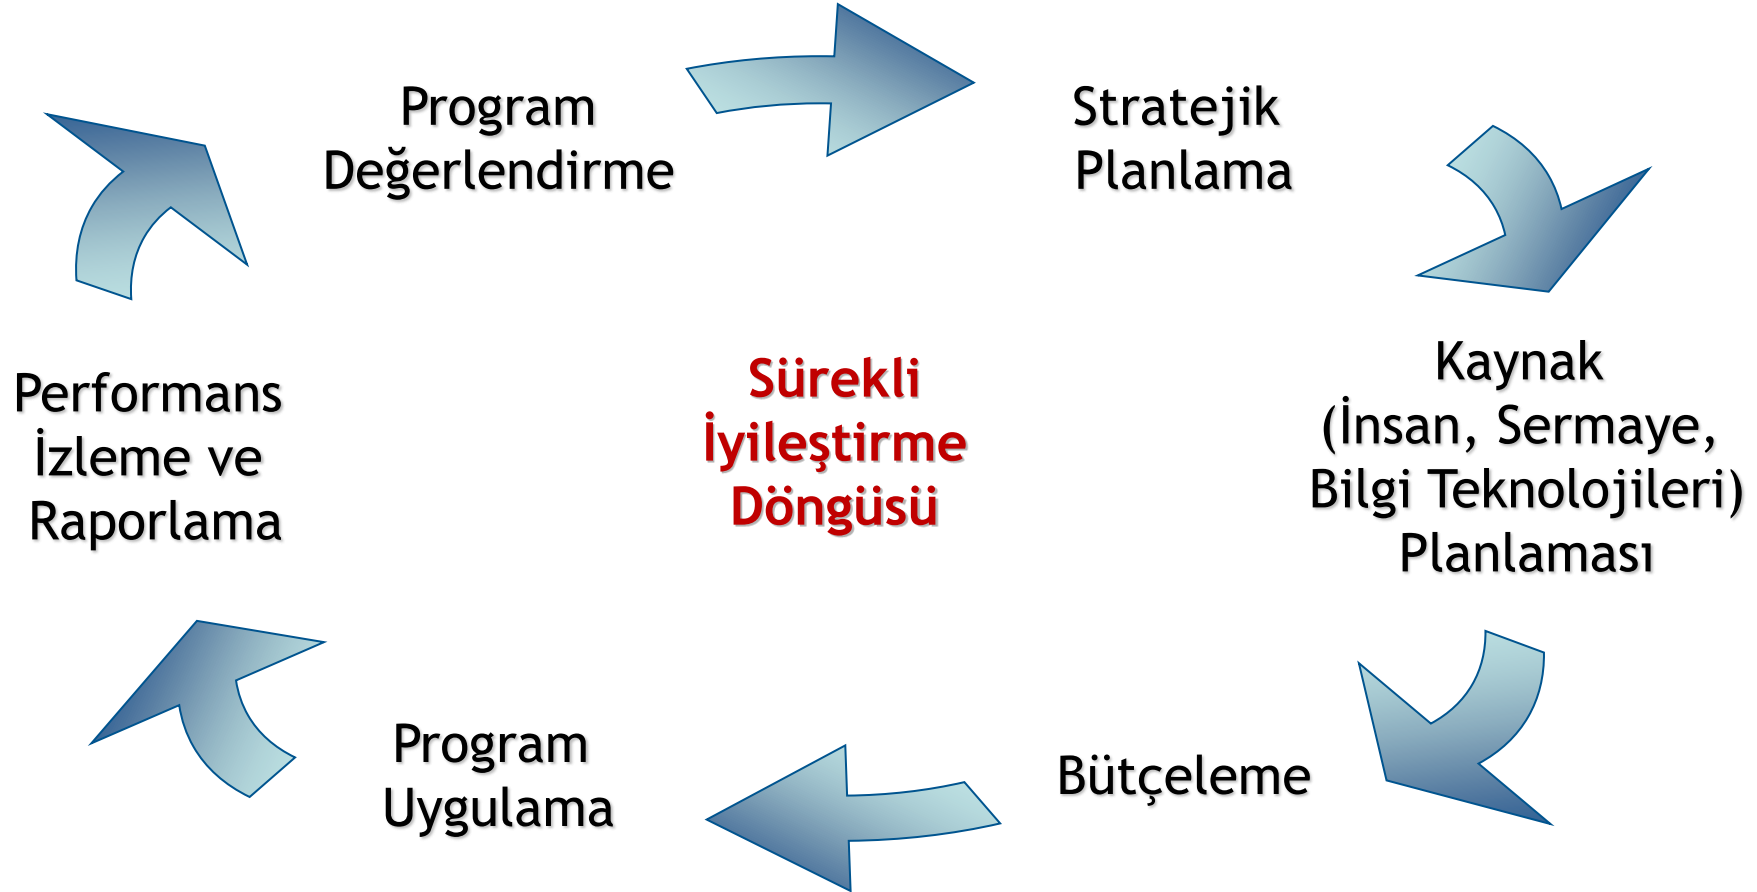 Program
Değerlendirme
Stratejik
Planlama
Kaynak
(İnsan, Sermaye,
Bilgi Teknolojileri)
Planlaması
Bütçeleme
Program
Uygulama
Performans
İzleme ve
Raporlama
Sürekli
İyileştirme
Döngüsü